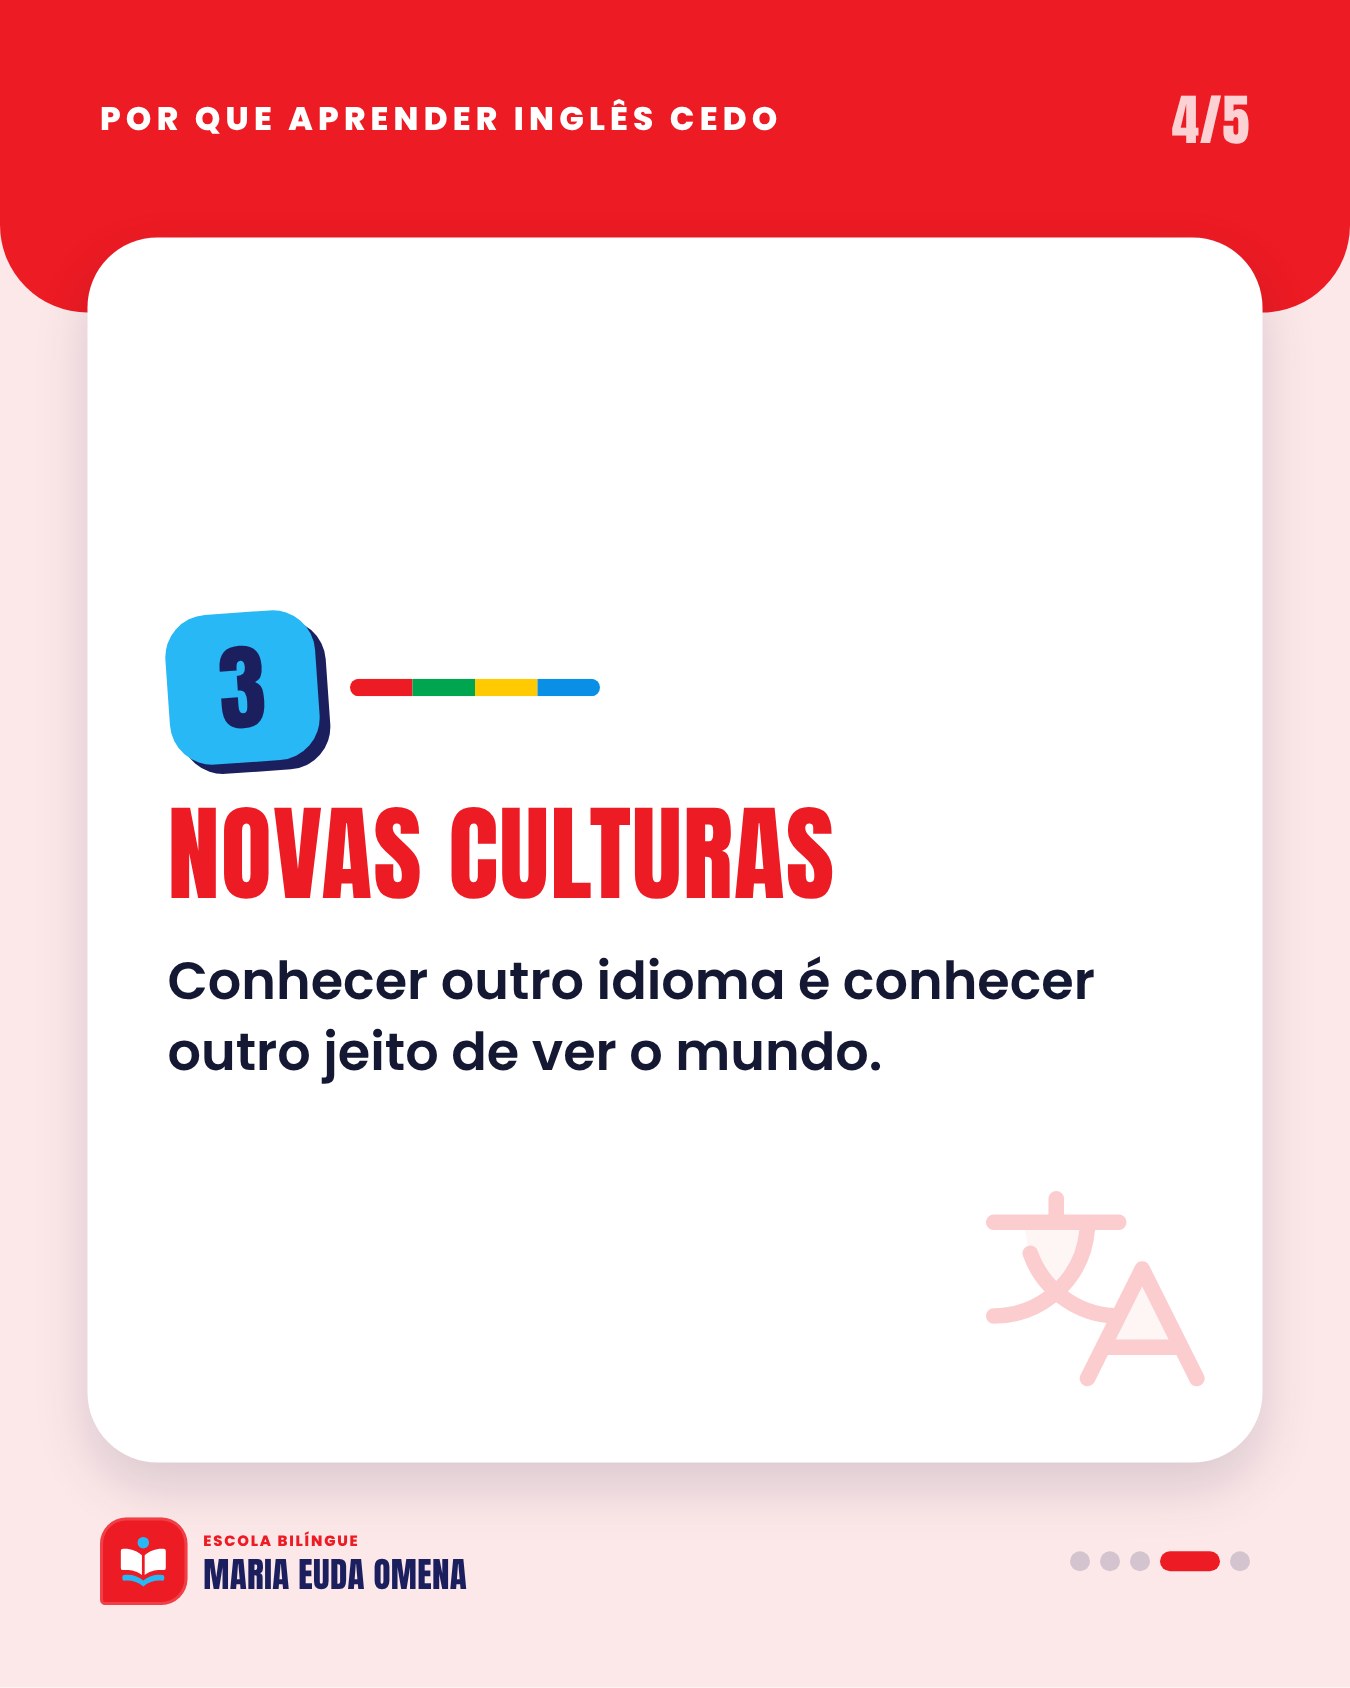 POR QUE APRENDER INGLÊS CEDO
4/5
3
NOVAS CULTURAS
Conhecer outro idioma é conhecer
outro jeito de ver o mundo.
文A
ESCOLA BILÍNGUE
MARIA EUDA OMENA